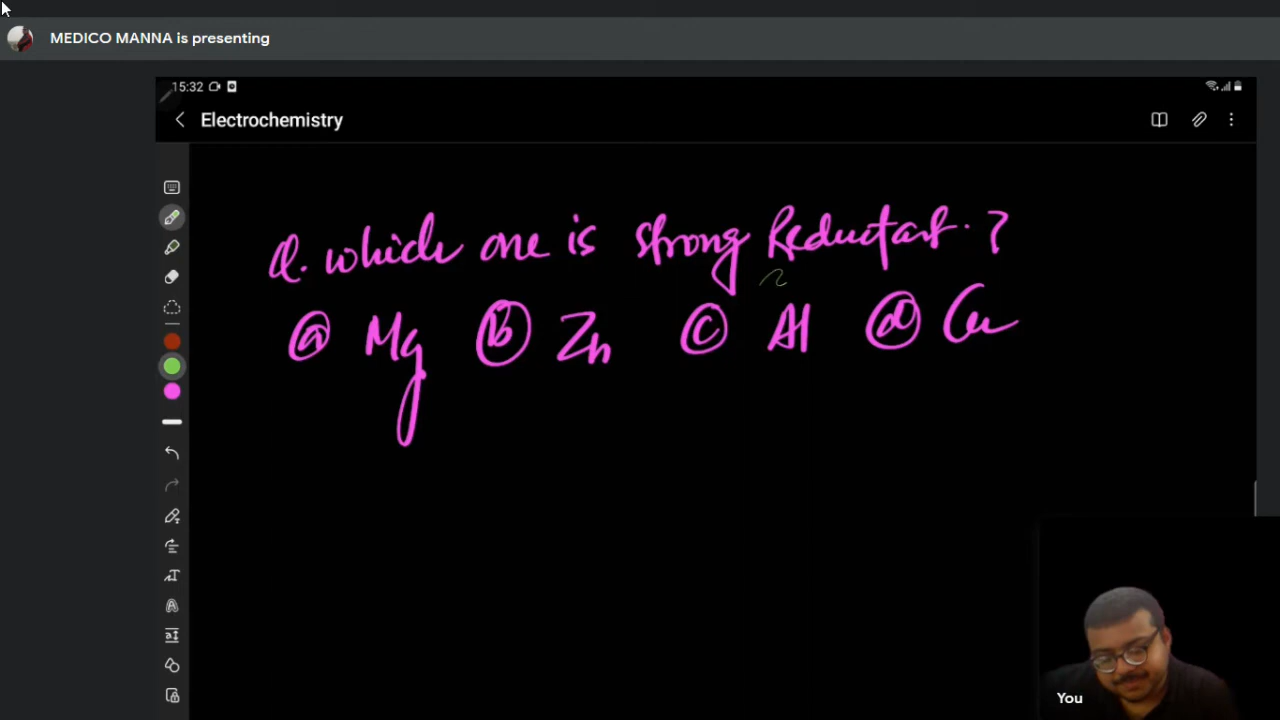 MEDICO MANNA is presenting
15:32
Electrochemistry
Q. which one is strong Reductant. ?
(a) Mg (b) Zn (c) Al (d) Cu
You